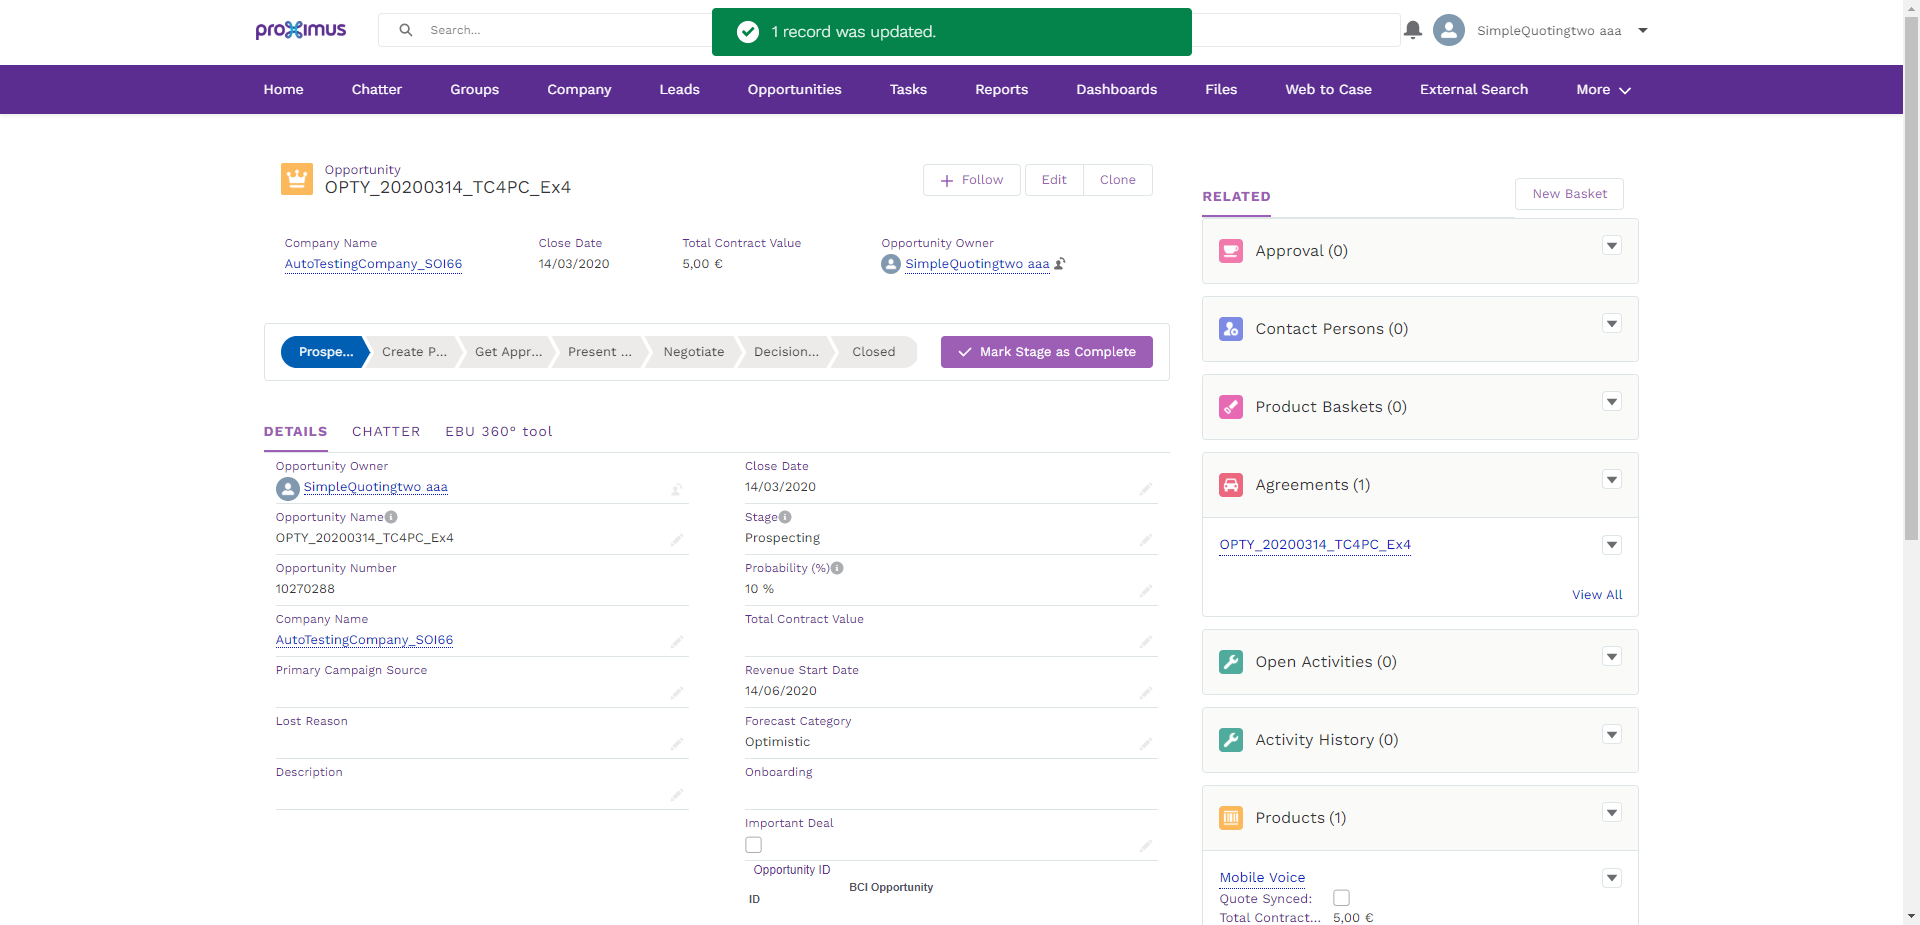 proximus
Search...
1 record was updated.
SimpleQuotingtwo aaa
Home
Chatter
Groups
Company
Leads
Opportunities
Tasks
Reports
Dashboards
Files
Web to Case
External Search
More
Opportunity
OPTY_20200314_TC4PC_Ex4
Follow
Edit
Clone
Company Name
AutoTestingCompany_SOI66
Close Date
14/03/2020
Total Contract Value
5,00 €
Opportunity Owner
SimpleQuotingtwo aaa
Prospe...
Create P...
Get Appr...
Present ...
Negotiate
Decision...
Closed
Mark Stage as Complete
DETAILS
CHATTER
EBU 360° tool
Opportunity Owner
SimpleQuotingtwo aaa
Opportunity Name
OPTY_20200314_TC4PC_Ex4
Opportunity Number
10270288
Company Name
AutoTestingCompany_SOI66
Primary Campaign Source
Lost Reason
Description
Close Date
14/03/2020
Stage
Prospecting
Probability (%)
10 %
Total Contract Value
Revenue Start Date
14/06/2020
Forecast Category
Optimistic
Onboarding
Important Deal
Opportunity ID
BCI Opportunity
ID
RELATED
New Basket
Approval (0)
Contact Persons (0)
Product Baskets (0)
Agreements (1)
OPTY_20200314_TC4PC_Ex4
View All
Open Activities (0)
Activity History (0)
Products (1)
Mobile Voice
Quote Synced:
Total Contract... 5,00 €